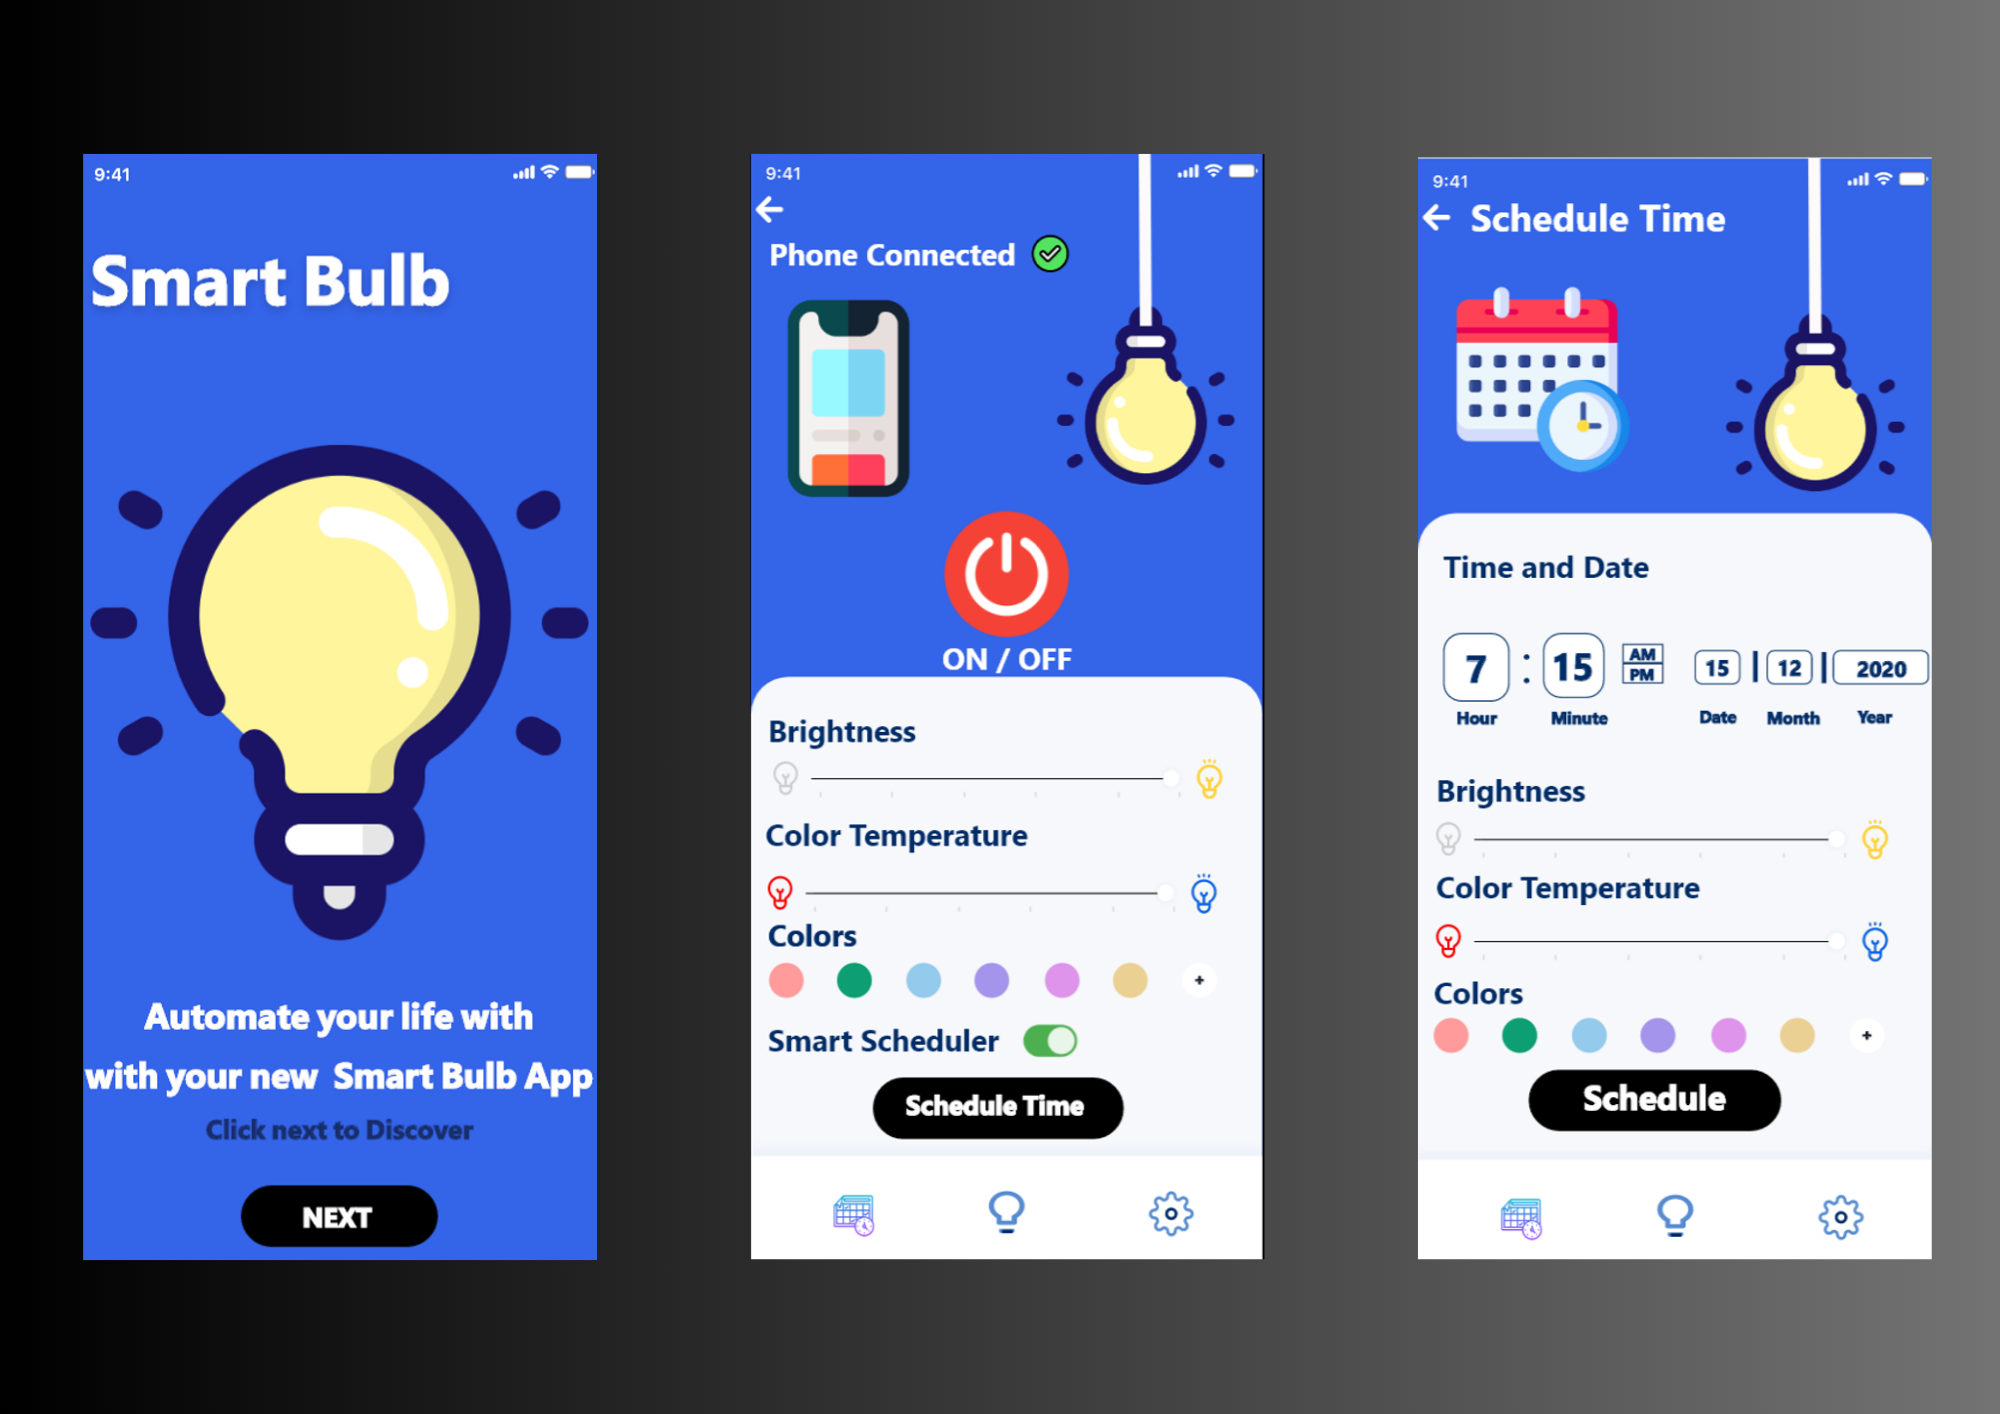 9:41
Smart Bulb
Automate your life with
with your new Smart Bulb App
Click next to Discover
NEXT
9:41
Phone Connected
ON / OFF
Brightness
Color Temperature
Colors
+
Smart Scheduler
Schedule Time
9:41
Schedule Time
Time and Date
7 : 15 AM PM 15 | 12 | 2020
Hour Minute Date Month Year
Brightness
Color Temperature
Colors
+
Schedule